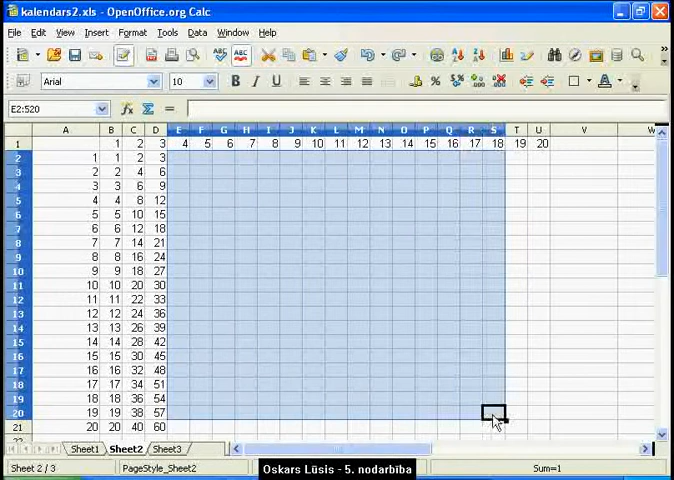 kalendars2.xls - OpenOffice.org Calc
File Edit View Insert Format Tools Data Window Help
Arial 10 B I U
E2:S20
A B C D E F G H I J K L M N O P Q R S T U V W
1 1 2 3 4 5 6 7 8 9 10 11 12 13 14 15 16 17 18 19 20
2 1 1 2 3
3 2 2 4 6
4 3 3 6 9
5 4 4 8 12
6 5 5 10 15
7 6 6 12 18
8 7 7 14 21
9 8 8 16 24
10 9 9 18 27
11 10 10 20 30
12 11 11 22 33
13 12 12 24 36
14 13 13 26 39
15 14 14 28 42
16 15 15 30 45
17 16 16 32 48
18 17 17 34 51
19 18 18 36 54
20 19 19 38 57
21 20 20 40 60
Sheet1 Sheet2 Sheet3
Sheet 2 / 3 PageStyle_Sheet2 Sum=1
Oskars Lūsis - 5. nodarbība